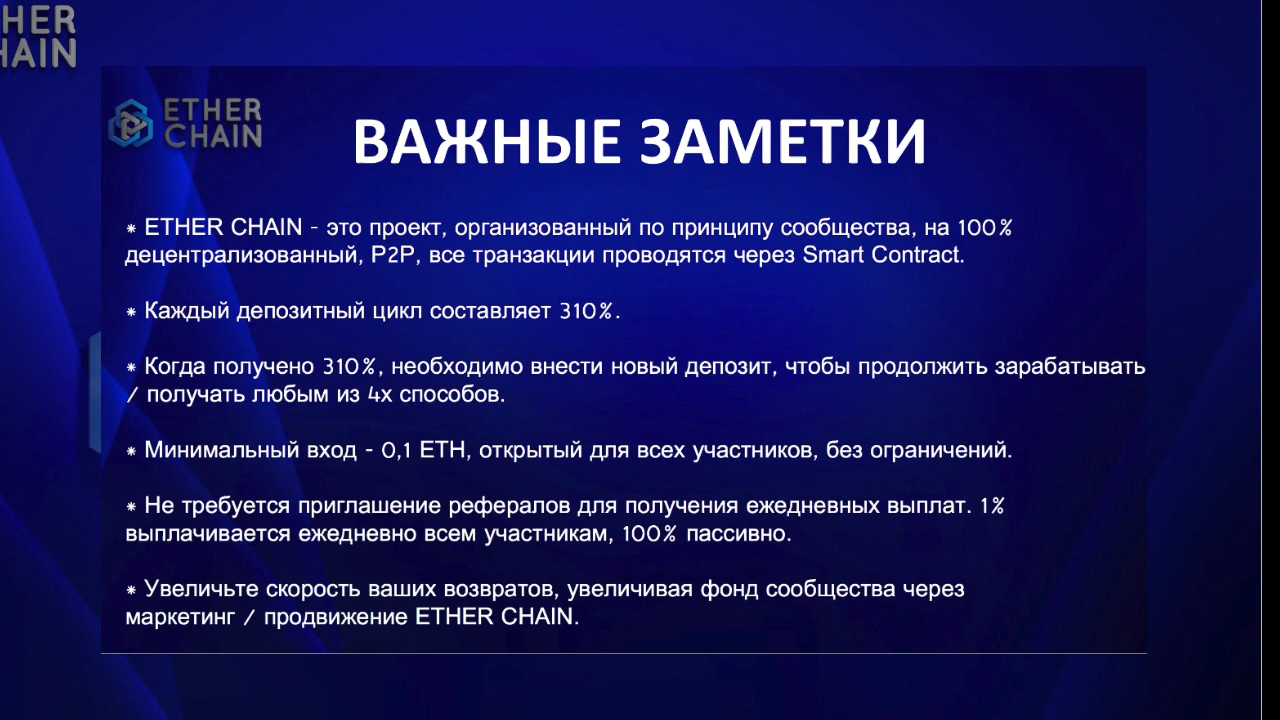 HER
HAIN
ETHER
CHAIN
ВАЖНЫЕ ЗАМЕТКИ
* ETHER CHAIN - это проект, организованный по принципу сообщества, на 100%
децентрализованный, P2P, все транзакции проводятся через Smart Contract.
* Каждый депозитный цикл составляет 310%.
* Когда получено 310%, необходимо внести новый депозит, чтобы продолжить зарабатывать
/ получать любым из 4х способов.
* Минимальный вход - 0,1 ETH, открытый для всех участников, без ограничений.
* Не требуется приглашение рефералов для получения ежедневных выплат. 1%
выплачивается ежедневно всем участникам, 100% пассивно.
* Увеличьте скорость ваших возвратов, увеличивая фонд сообщества через
маркетинг / продвижение ETHER CHAIN.